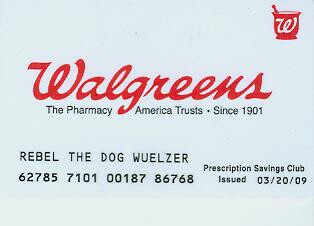 W
Walgreens
The Pharmacy America Trusts • Since 1901
REBEL THE DOG WUELZER
62785 7101 00187 86768
Prescription Savings Club
Issued 03/20/09